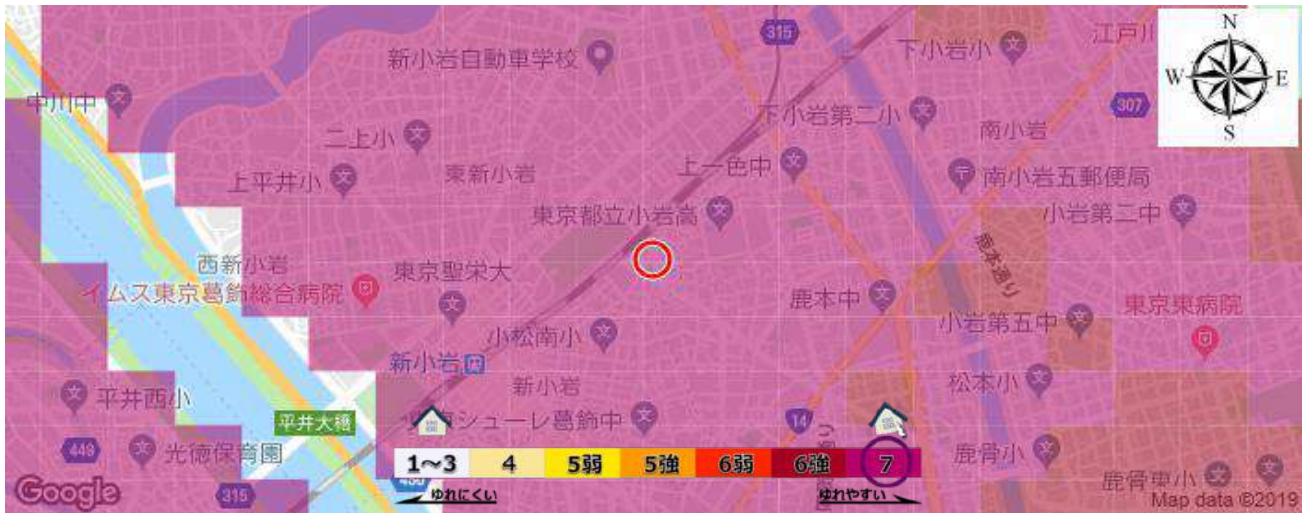 315
新小岩自動車学校
下小岩小
江戸川
N
W
E
S
中川中
307
二上小
下小岩第二小
南小岩
上平井小
東新小岩
上一色中
南小岩五郵便局
東京都立小岩高
小岩第二中
西新小岩
東京聖栄大
鹿本通り
イムス東京葛飾総合病院
鹿本中
小岩第五中
東京東病院
小松南小
新小岩
新小岩
松本小
平井西小
平井大橋
シューレ葛飾中
14
449
光徳保育園
鹿骨小
1～3
4
5弱
5強
6弱
6強
7
鹿骨東小
Google
315
ゆれにくい
ゆれやすい
Map data ©2019